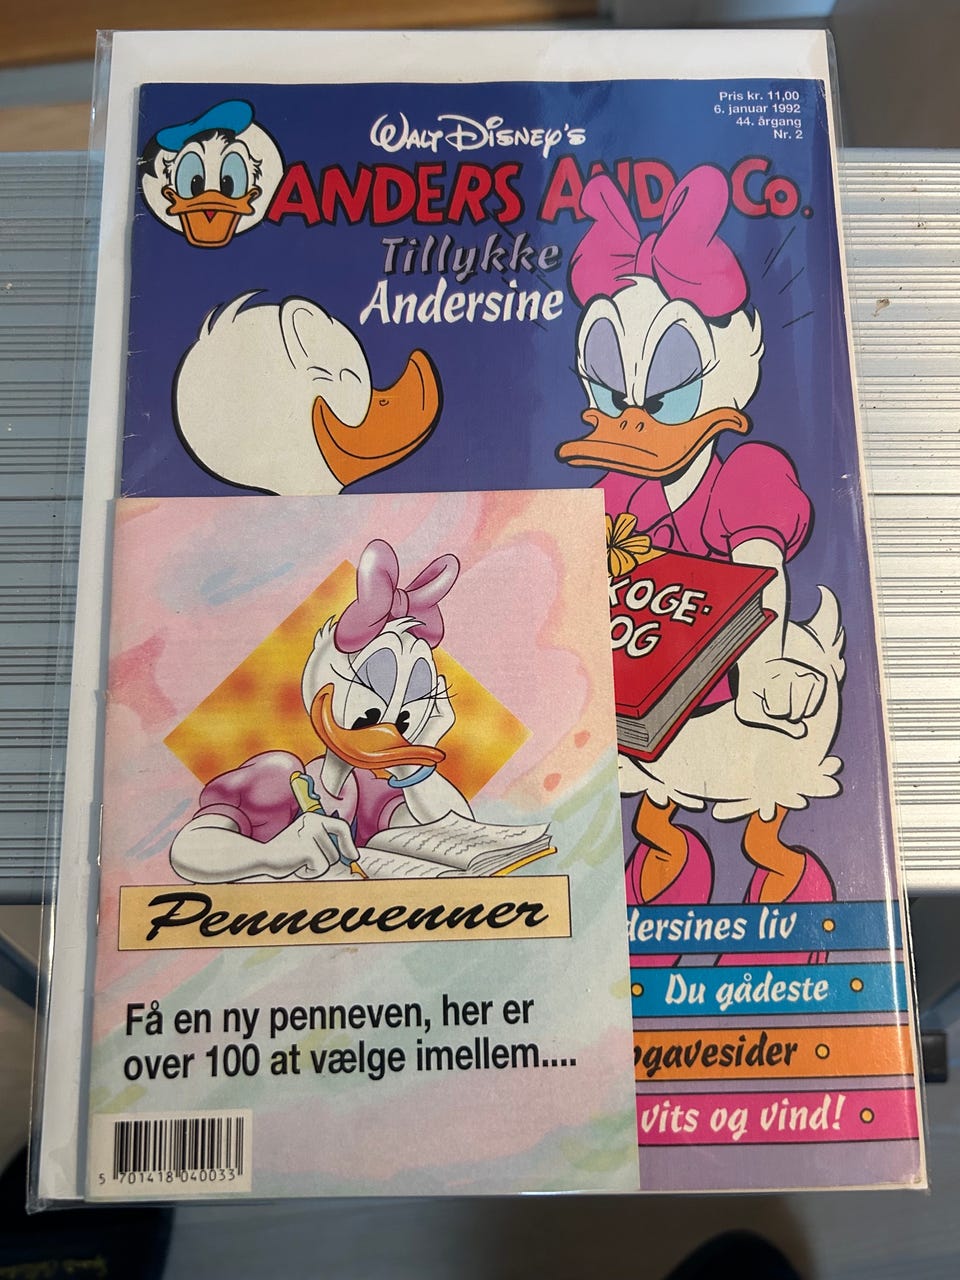 Pris kr. 11,00
6. januar 1992
44. årgang
Nr. 2
WALT DISNEY'S
ANDERS AND & Co.
Tillykke
Andersine
KOGE-
OG
dersines liv
Du gådeste
pgavesider
vits og vind!
Pennevenner
Få en ny penneven, her er
over 100 at vælge imellem....
5 701418 040033